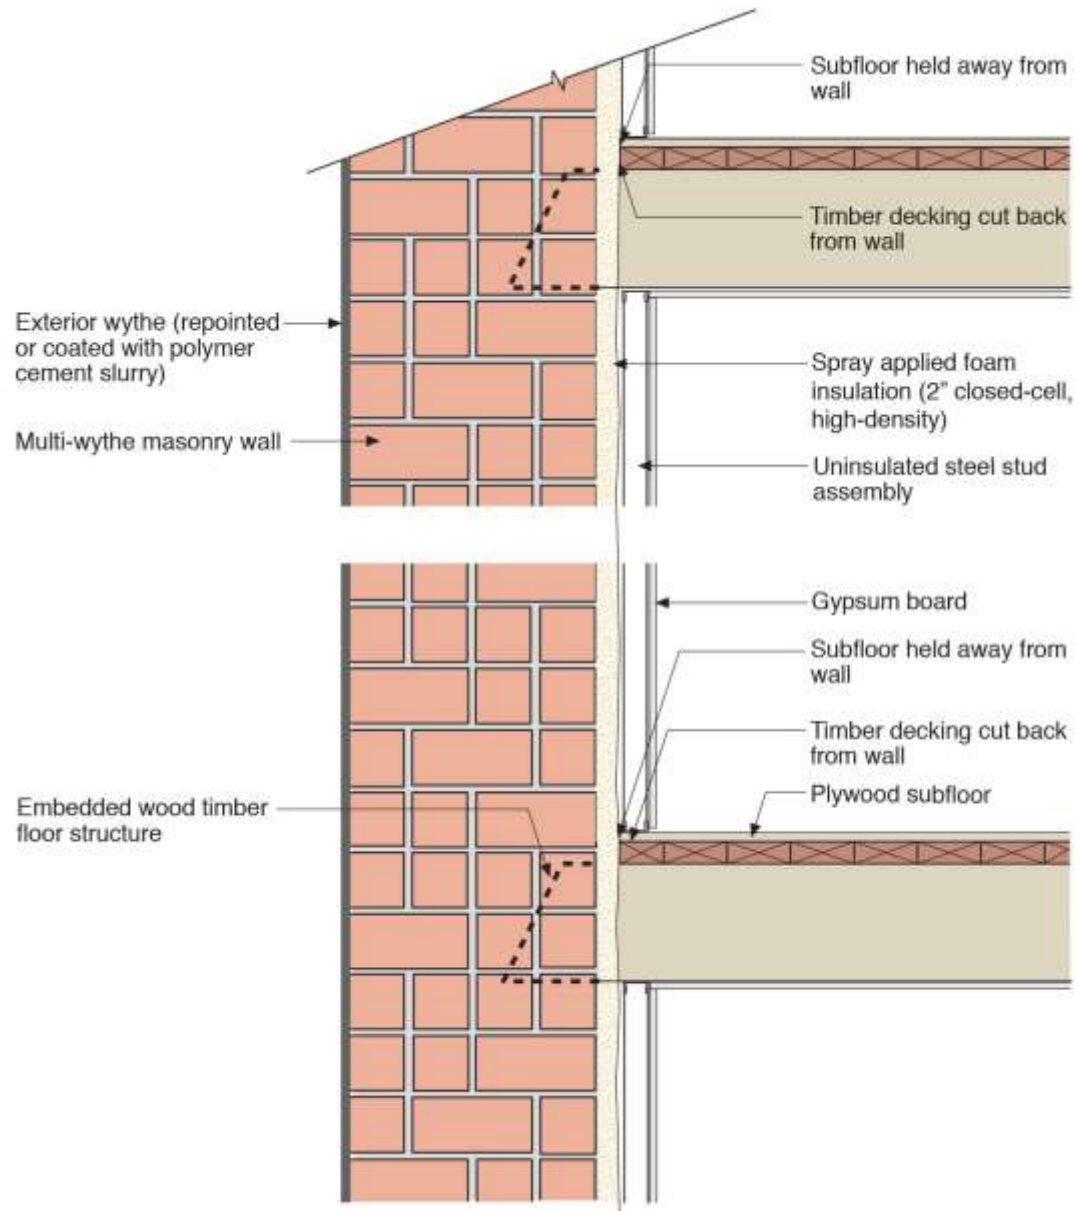 Subfloor held away from
wall
Timber decking cut back
from wall
Exterior wythe (repointed
or coated with polymer
cement slurry)
Spray applied foam
insulation (2" closed-cell,
high-density)
Multi-wythe masonry wall
Uninsulated steel stud
assembly
Gypsum board
Subfloor held away from
wall
Timber decking cut back
from wall
Plywood subfloor
Embedded wood timber
floor structure